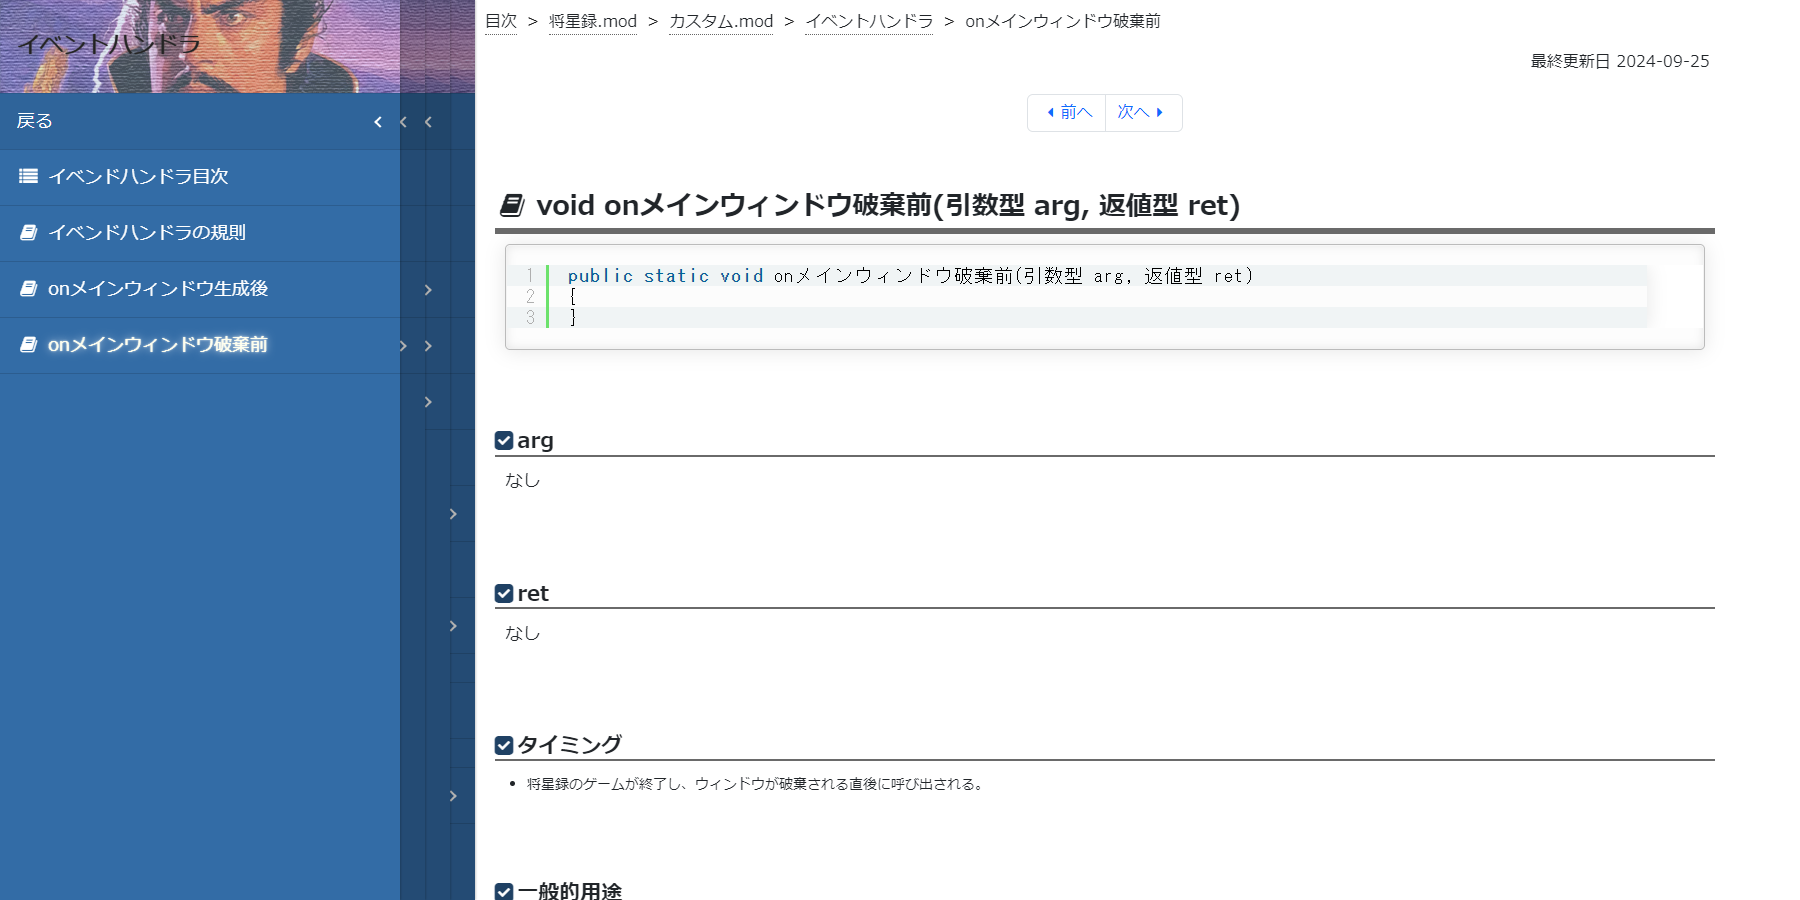 イベントハンドラ
戻る
イベンドハンドラ目次
イベンドハンドラの規則
onメインウィンドウ生成後
onメインウィンドウ破棄前
目次 > 将星録.mod > カスタム.mod > イベントハンドラ > onメインウィンドウ破棄前
最終更新日 2024-09-25
前へ 次へ
void onメインウィンドウ破棄前(引数型 arg, 返値型 ret)
1 public static void onメインウィンドウ破棄前(引数型 arg, 返値型 ret)
2 {
3 }
arg
なし
ret
なし
タイミング
• 将星録のゲームが終了し、ウィンドウが破棄される直後に呼び出される。
一般的用途